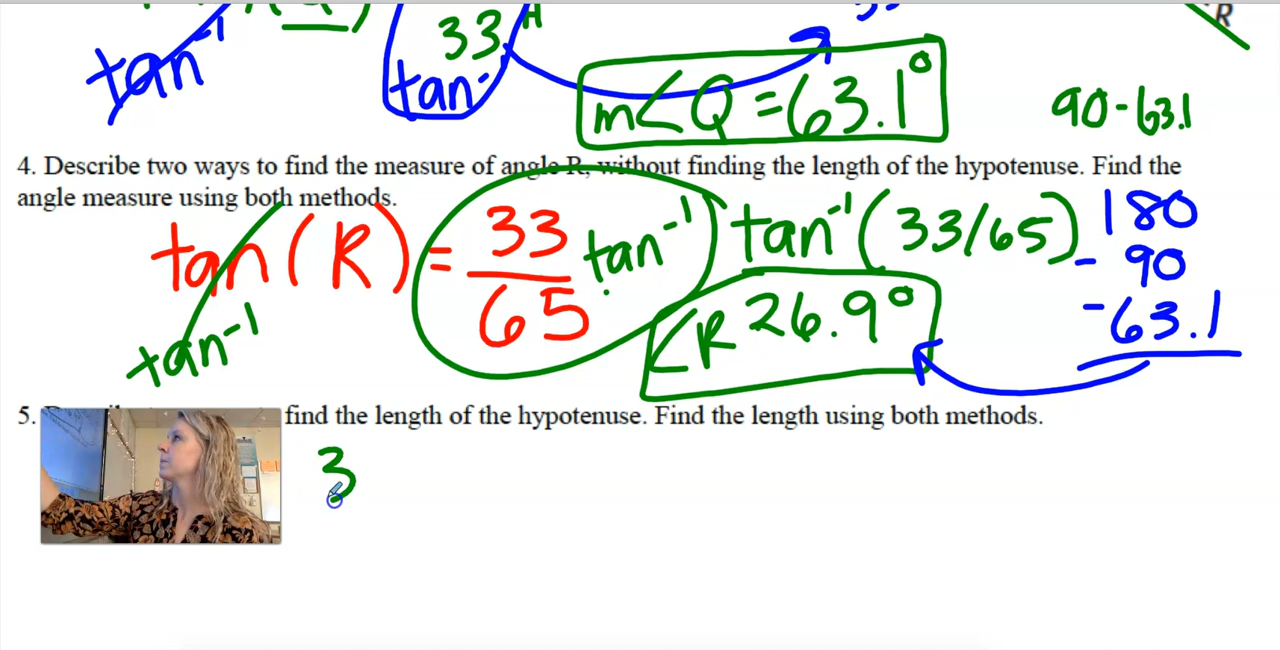 33 H
tan⁻¹
tan⁻¹
R
m∠Q = 63.1°
90-63.1
4. Describe two ways to find the measure of angle R, without finding the length of the hypotenuse. Find the
angle measure using both methods.
tan(R) = 33/65 tan⁻¹
tan⁻¹(33/65)
tan⁻¹
∠R 26.9°
180
- 90
-63.1
5. find the length of the hypotenuse. Find the length using both methods.
3